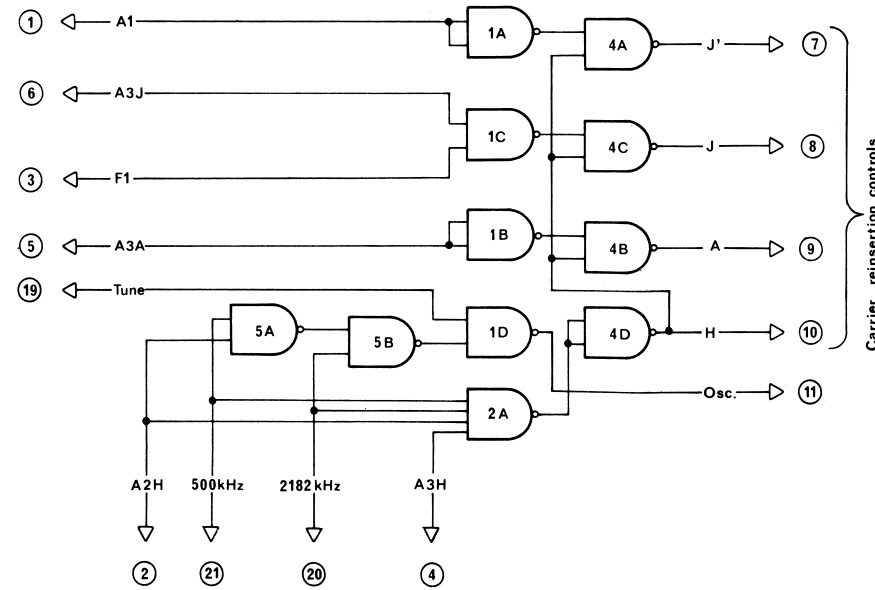 1 A1 1A 4A J' 7
6 A3J 1C 4C J 8
3 F1
5 A3A 1B 4B A 9
19 Tune 1D 4D H 10
5A 5B
Osc. 11
2A
A2H 500kHz 2182kHz A3H
2 21 20 4
Carrier reinsertion controls